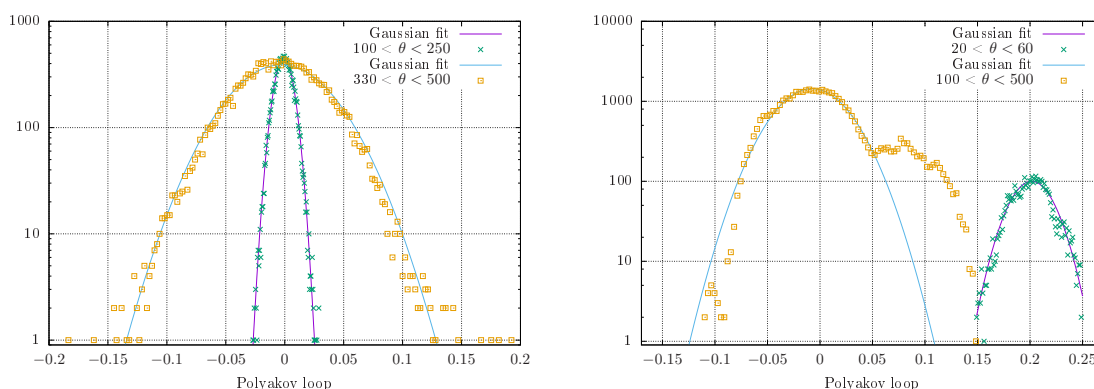 1000
100
10
1
−0.2 −0.15 −0.1 −0.05 0 0.05 0.1 0.15 0.2
Polyakov loop
Gaussian fit
100 < θ < 250
Gaussian fit
330 < θ < 500
10000
1000
100
10
1
−0.15 −0.1 −0.05 0 0.05 0.1 0.15 0.2 0.25
Polyakov loop
Gaussian fit
20 < θ < 60
Gaussian fit
100 < θ < 500